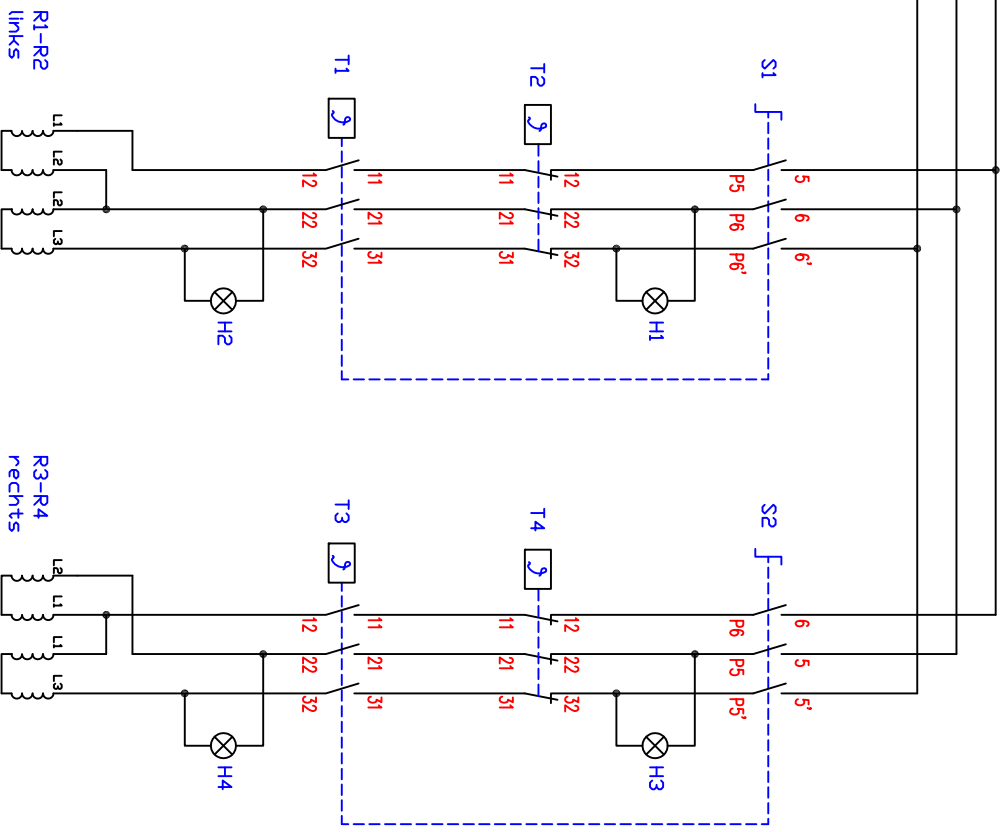 5 6 6' 6 5 5'
S1 S2
P5 P6 P6' P6 P5 P5'
H1 H3
12 22 32 12 22 32
T2 T4
ϑ ϑ
11 21 31 11 21 31
11 21 31 11 21 31
T1 T3
ϑ ϑ
12 22 32 12 22 32
H2 H4
L1 L2 L2 L3 L2 L1 L1 L3
R1-R2 R3-R4
links rechts